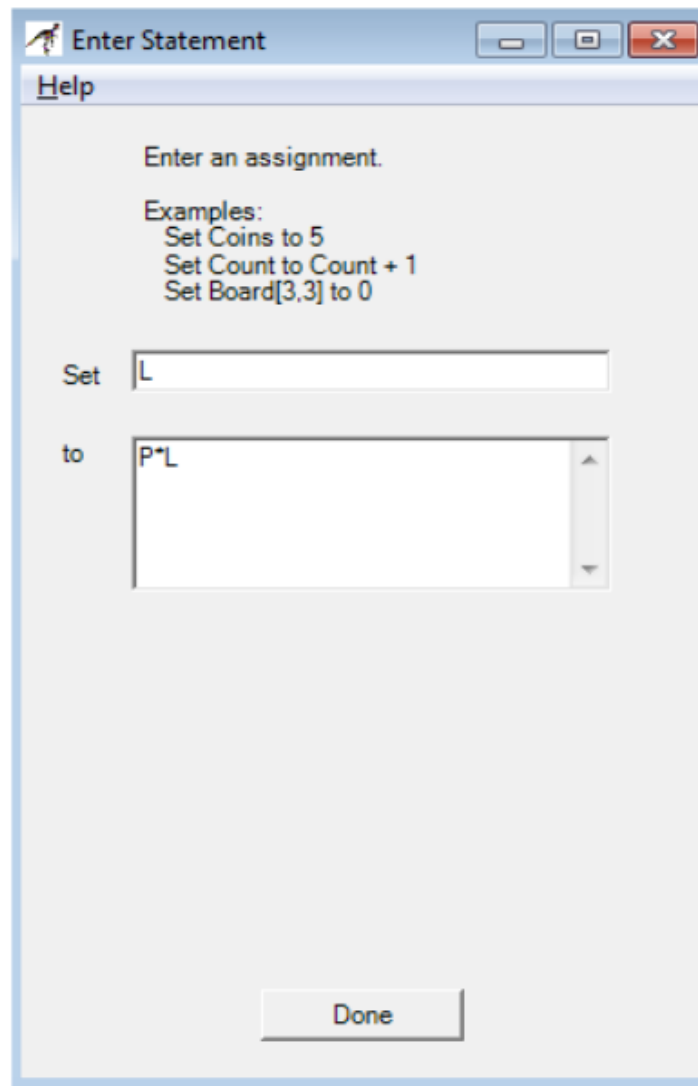 Enter Statement
Help
Enter an assignment.
Examples:
Set Coins to 5
Set Count to Count + 1
Set Board[3,3] to 0
Set L
to P*L
Done